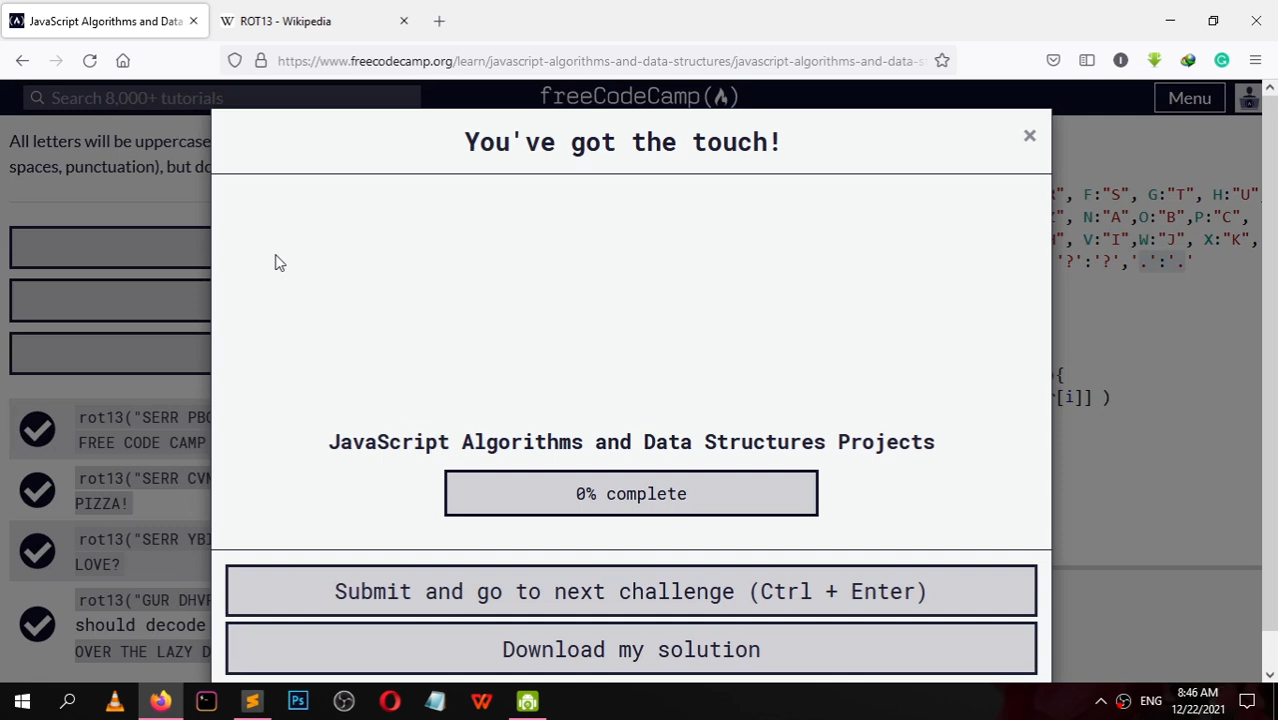 JavaScript Algorithms and Data
ROT13 - Wikipedia
https://www.freecodecamp.org/learn/javascript-algorithms-and-data-structures/javascript-algorithms-and-data-s
Search 8,000+ tutorials
freeCodeCamp
Menu
All letters will be uppercase
spaces, punctuation), but do
You've got the touch!
F:"S", G:"T", H:"U"
N:"A",O:"B",P:"C",
V:"I",W:"J", X:"K",
'?':'?','.':'.'
{
[i]] )
JavaScript Algorithms and Data Structures Projects
0% complete
Submit and go to next challenge (Ctrl + Enter)
Download my solution
rot13("SERR PBC
FREE CODE CAMP
rot13("SERR CVM
PIZZA!
rot13("SERR YBI
LOVE?
rot13("GUR DHVP
should decode
OVER THE LAZY D
ENG
8:46 AM
12/22/2021